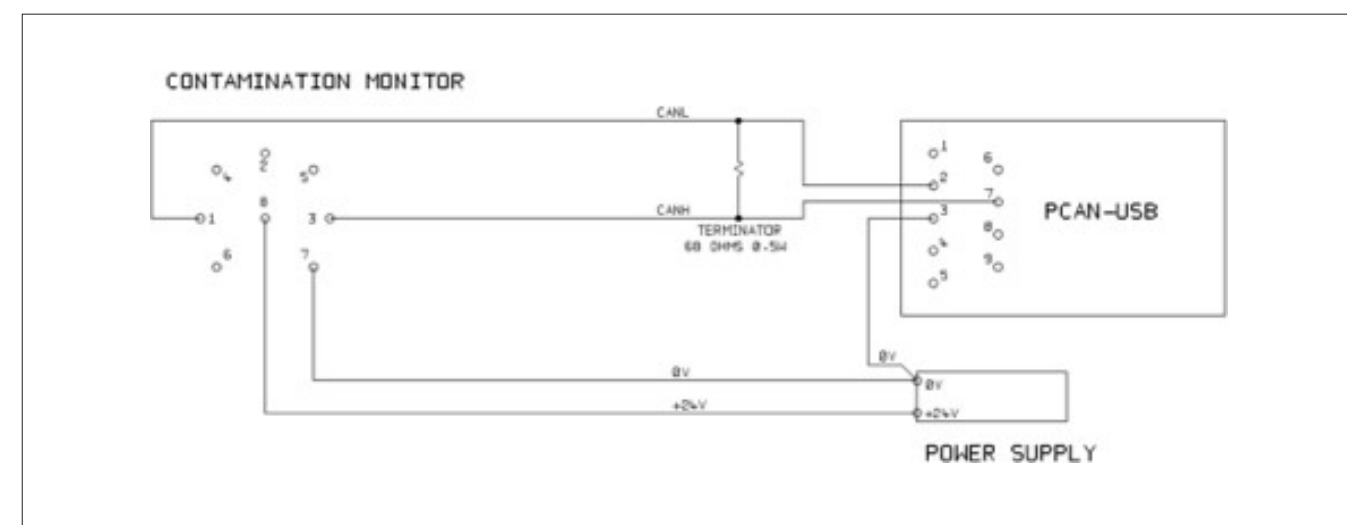 CONTAMINATION MONITOR
CANL
2
4
5
8
1
3
CANH
TERMINATOR
68 OHMS 0.5W
6
7
1
6
2
7
3
PCAN-USB
8
4
9
5
0V
0V
0V
+24V
+24V
POWER SUPPLY